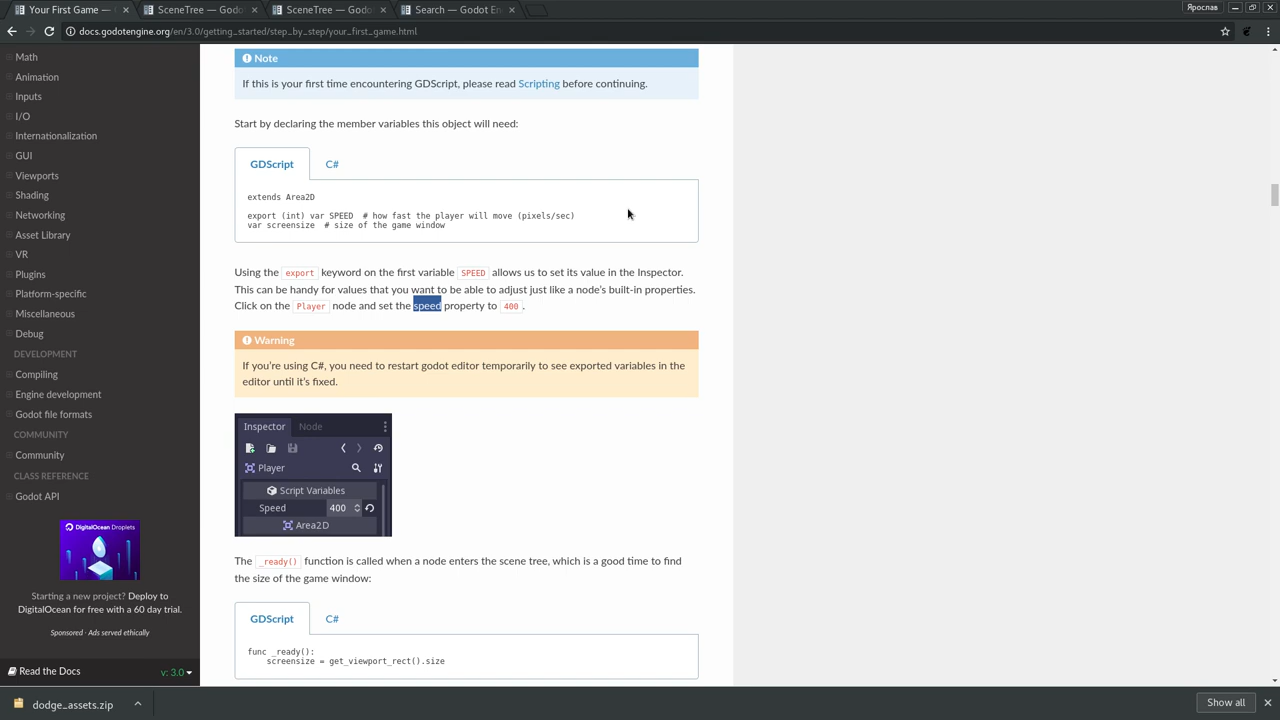 Your First Game —
SceneTree — Godo
SceneTree — Godo
Search — Godot En
Ярослав
docs.godotengine.org/en/3.0/getting_started/step_by_step/your_first_game.html
Math
Animation
Inputs
I/O
Internationalization
GUI
Viewports
Shading
Networking
Asset Library
VR
Plugins
Platform-specific
Miscellaneous
Debug
DEVELOPMENT
Compiling
Engine development
Godot file formats
COMMUNITY
Community
CLASS REFERENCE
Godot API
DigitalOcean Droplets
Starting a new project? Deploy to
DigitalOcean for free with a 60 day trial.
Sponsored · Ads served ethically
Read the Docs
v: 3.0
Note
If this is your first time encountering GDScript, please read Scripting before continuing.
Start by declaring the member variables this object will need:
GDScript C#
extends Area2D
export (int) var SPEED  # how fast the player will move (pixels/sec)
var screensize  # size of the game window
Using the export keyword on the first variable SPEED allows us to set its value in the Inspector.
This can be handy for values that you want to be able to adjust just like a node's built-in properties.
Click on the Player node and set the speed property to 400.
Warning
If you're using C#, you need to restart godot editor temporarily to see exported variables in the
editor until it's fixed.
Inspector Node
Player
Script Variables
Speed 400
Area2D
The _ready() function is called when a node enters the scene tree, which is a good time to find
the size of the game window:
GDScript C#
func _ready():
    screensize = get_viewport_rect().size
dodge_assets.zip
Show all